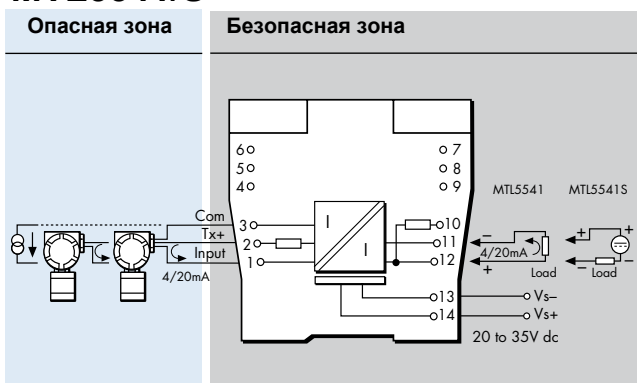 Опасная зона
Безопасная зона
6 7
5 8
4 9
MTL5541 MTL5541S
Com
3 10
Tx+
2 11
Input
1 12
4/20mA
I
I
− + +
4/20mA
+ − −
Load Load
13 Vs−
14 Vs+
20 to 35V dc